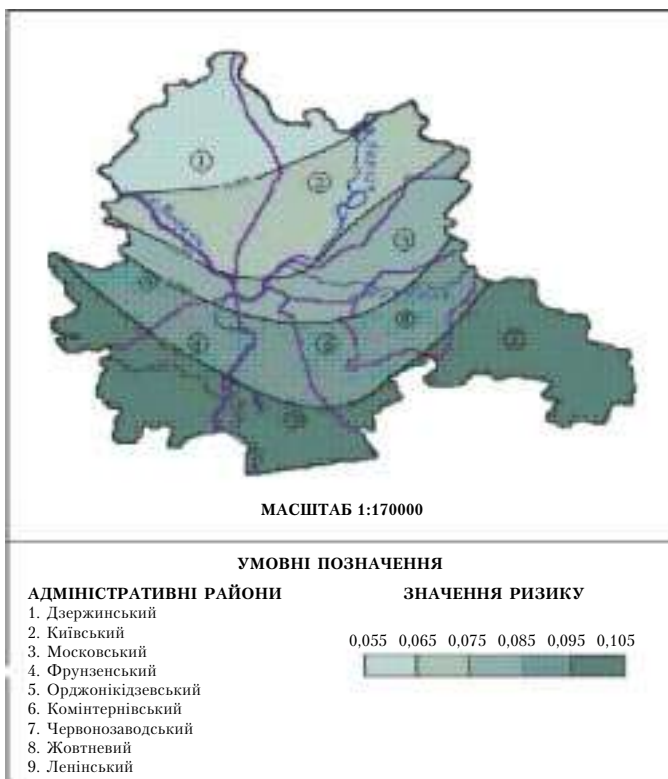 ①
②
МАСШТАБ 1:170000
УМОВНІ ПОЗНАЧЕННЯ
АДМІНІСТРАТИВНІ РАЙОНИ
1. Дзержинський
2. Київський
3. Московський
4. Фрунзенський
5. Орджонікідзевський
6. Комінтернівський
7. Червонозаводський
8. Жовтневий
9. Ленінський
ЗНАЧЕННЯ РИЗИКУ
0,055 0,065 0,075 0,085 0,095 0,105